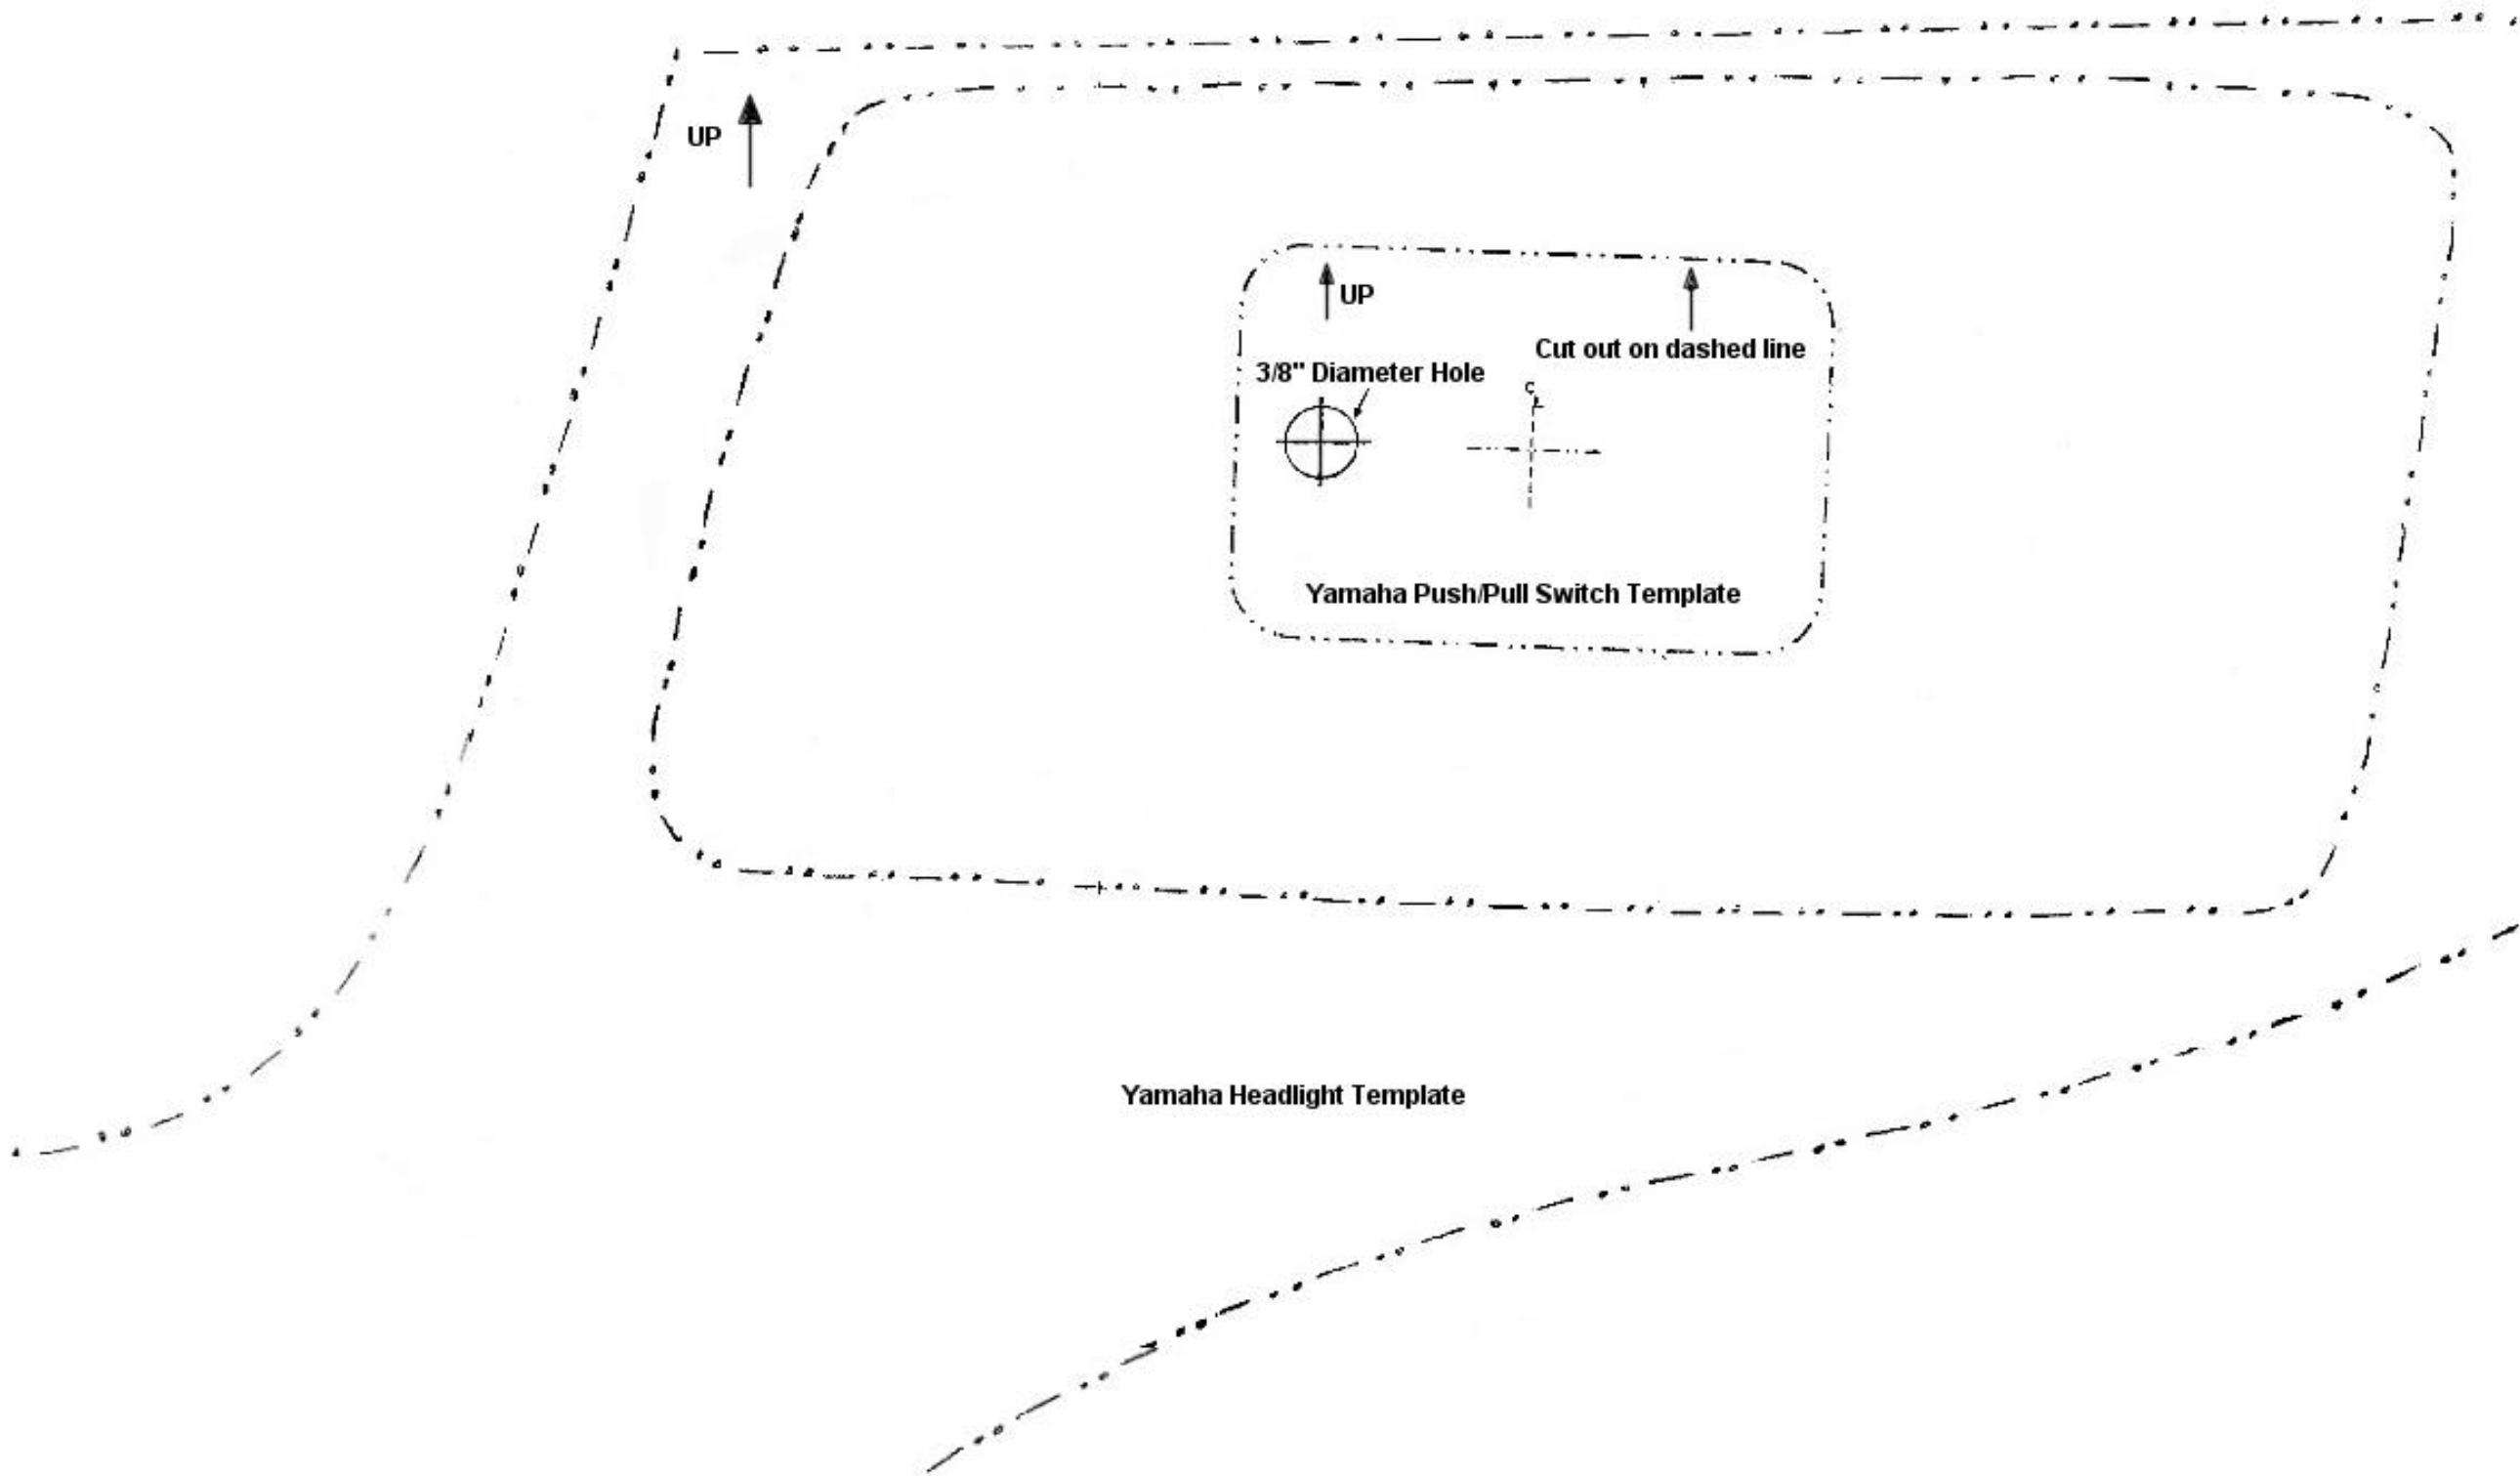 UP
UP
Cut out on dashed line
3/8" Diameter Hole
Yamaha Push/Pull Switch Template
Yamaha Headlight Template